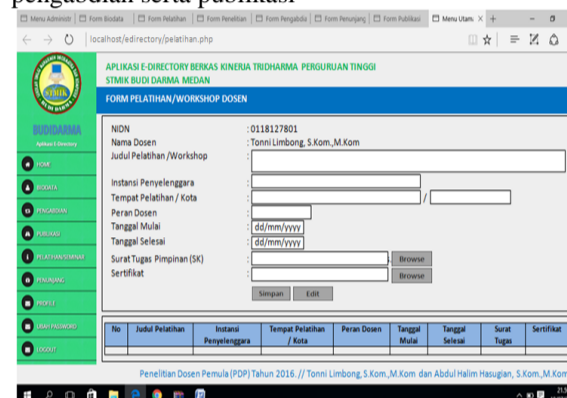 pengabdian serta publikasi
Menu Administr Form Biodata Form Pelatihan Form Penelitian Form Pengabdia Form Penunjang Form Publikasi Menu Utam
localhost/edirectory/pelatihan.php
APLIKASI E-DIRECTORY BERKAS KINERJA TRIDHARMA PERGURUAN TINGGI
STMIK BUDI DARMA MEDAN
STMIK
FORM PELATIHAN/WORKSHOP DOSEN
BUDIDARMA
Aplikasi E-Directory
HOME
BIODATA
PENGABDIAN
PUBLIKASI
PELATIHAN/SEMINAR
PENUNJANG
PROFILE
UBAH PASSWORD
LOGOUT
NIDN : 0118127801
Nama Dosen : Tonni Limbong, S.Kom.,M.Kom
Judul Pelatihan /Workshop :
Instansi Penyelenggara :
Tempat Pelatihan / Kota : /
Peran Dosen :
Tanggal Mulai : dd/mm/yyyy
Tanggal Selesai : dd/mm/yyyy
Surat Tugas Pimpinan (SK) : Browse
Sertifikat : Browse
Simpan Edit
No Judul Pelatihan Instansi Penyelenggara Tempat Pelatihan / Kota Peran Dosen Tanggal Mulai Tanggal Selesai Surat Tugas Sertifikat
Penelitian Dosen Pemula (PDP) Tahun 2016. // Tonni Limbong, S.Kom.,M.Kom dan Abdul Halim Hasugian, S.Kom.,M.Kom